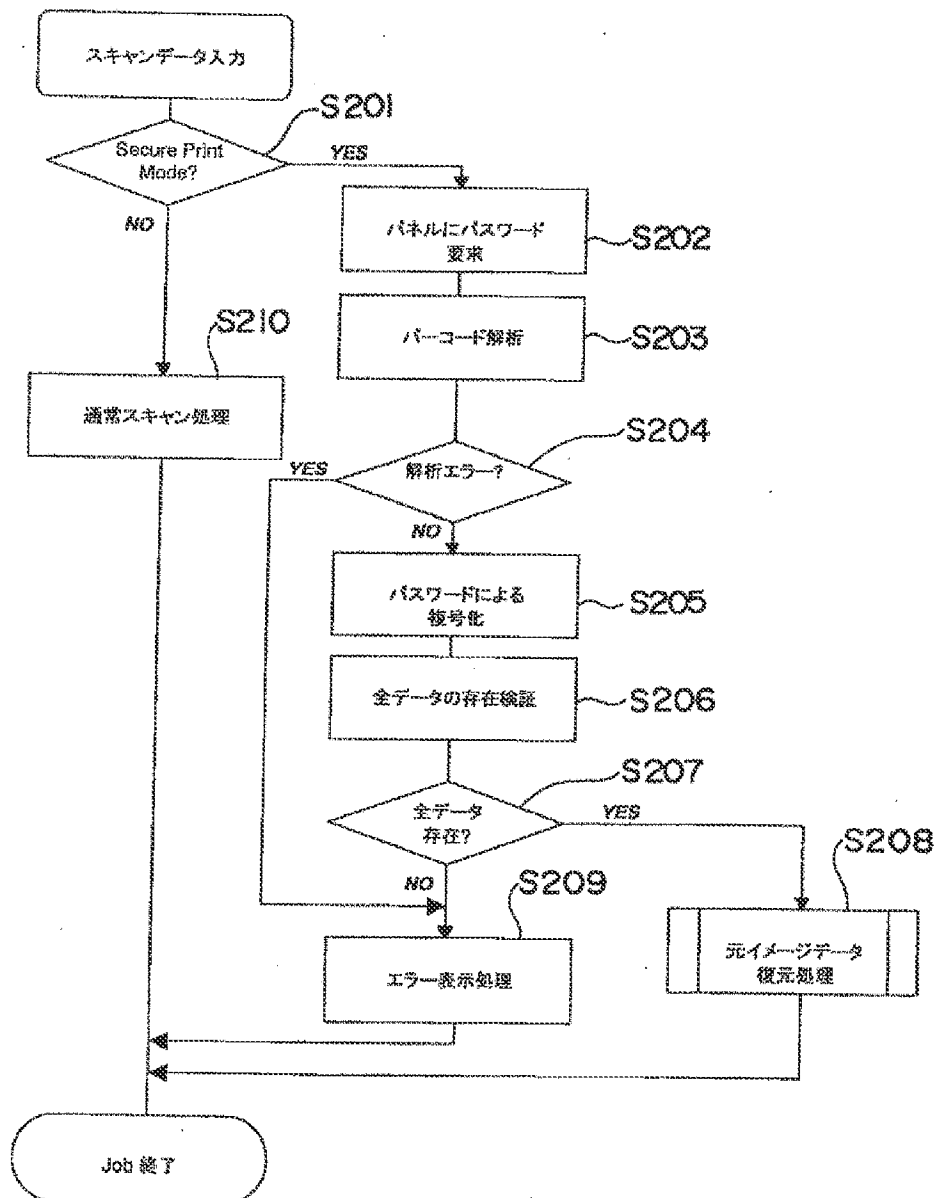 スキャンデータ入力
S201
Secure Print
Mode?
YES
NO
パネルにパスワード
要求
S202
S210
バーコード解析
S203
通常スキャン処理
S204
解析エラー?
YES
NO
パスワードによる
復号化
S205
全データの存在検証
S206
S207
全データ
存在?
YES
NO
S208
S209
元イメージデータ
復元処理
エラー表示処理
Job 終了